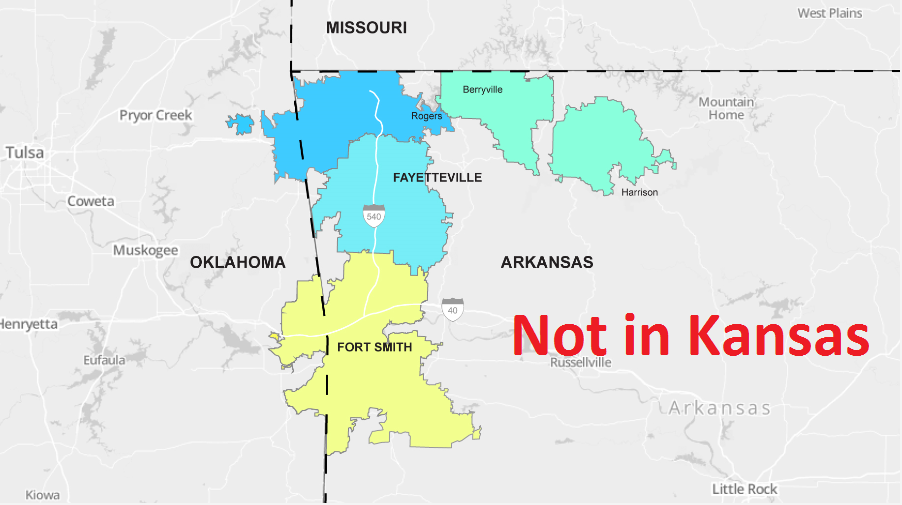 West Plains
MISSOURI
Berryville
Mountain
Home
Pryor Creek
Rogers
Tulsa
FAYETTEVILLE
Harrison
Coweta
540
Muskogee
OKLAHOMA
ARKANSAS
40
Henryetta
Not in Kansas
FORT SMITH
Eufaula
Russellville
Arkansas
Little Rock
Kiowa